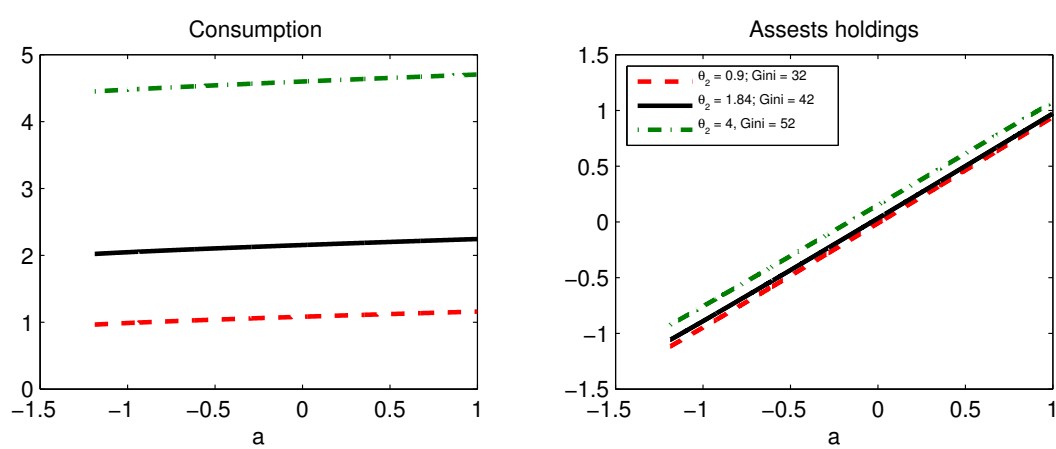 Consumption
5
4
3
2
1
0
−1.5 −1 −0.5 0 0.5 1
a
Assests holdings
1.5
1
0.5
0
−0.5
−1
−1.5
−1.5 −1 −0.5 0 0.5 1
a
θ2 = 0.9; Gini = 32
θ2 = 1.84; Gini = 42
θ2 = 4, Gini = 52